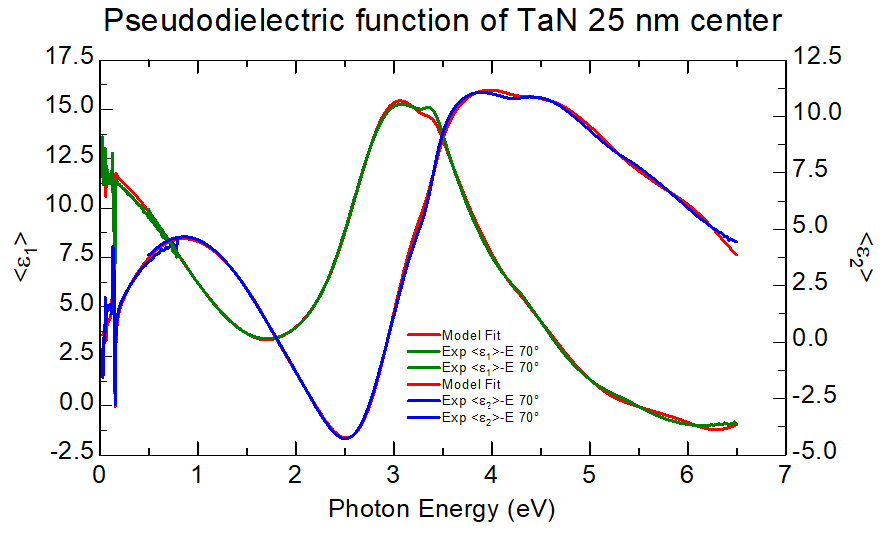 Pseudodielectric function of TaN 25 nm center
17.5
15.0
12.5
10.0
7.5
5.0
2.5
0.0
-2.5
<ε₁>
12.5
10.0
7.5
5.0
2.5
0.0
-2.5
-5.0
<ε₂>
Model Fit
Exp <ε₁>-E 70°
Exp <ε₁>-E 70°
Model Fit
Exp <ε₂>-E 70°
Exp <ε₂>-E 70°
0 1 2 3 4 5 6 7
Photon Energy (eV)